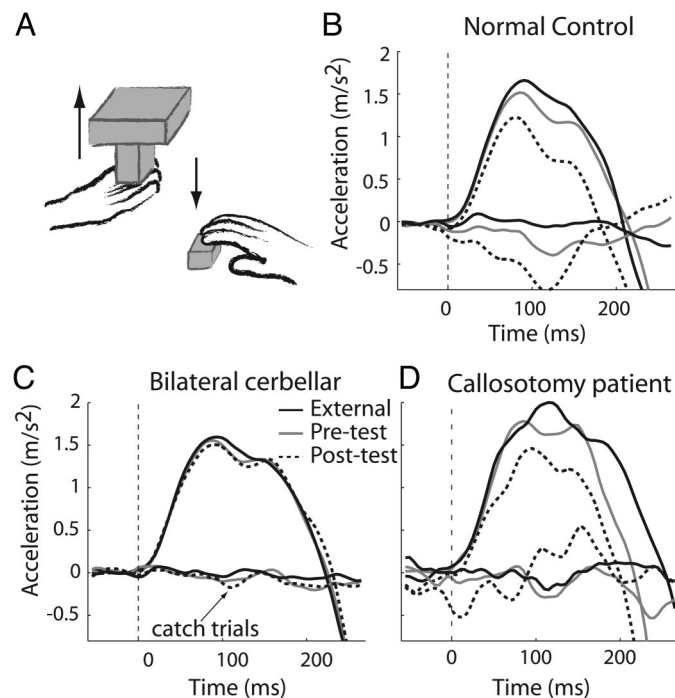 A
B
Normal Control
Acceleration (m/s²)
2
1.5
1
0.5
0
-0.5
0 100 200
Time (ms)
C
Bilateral cerbellar
Acceleration (m/s²)
2
1.5
1
0.5
0
-0.5
catch trials
0 100 200
Time (ms)
External
Pre-test
Post-test
D
Callosotomy patient
0 100 200
Time (ms)